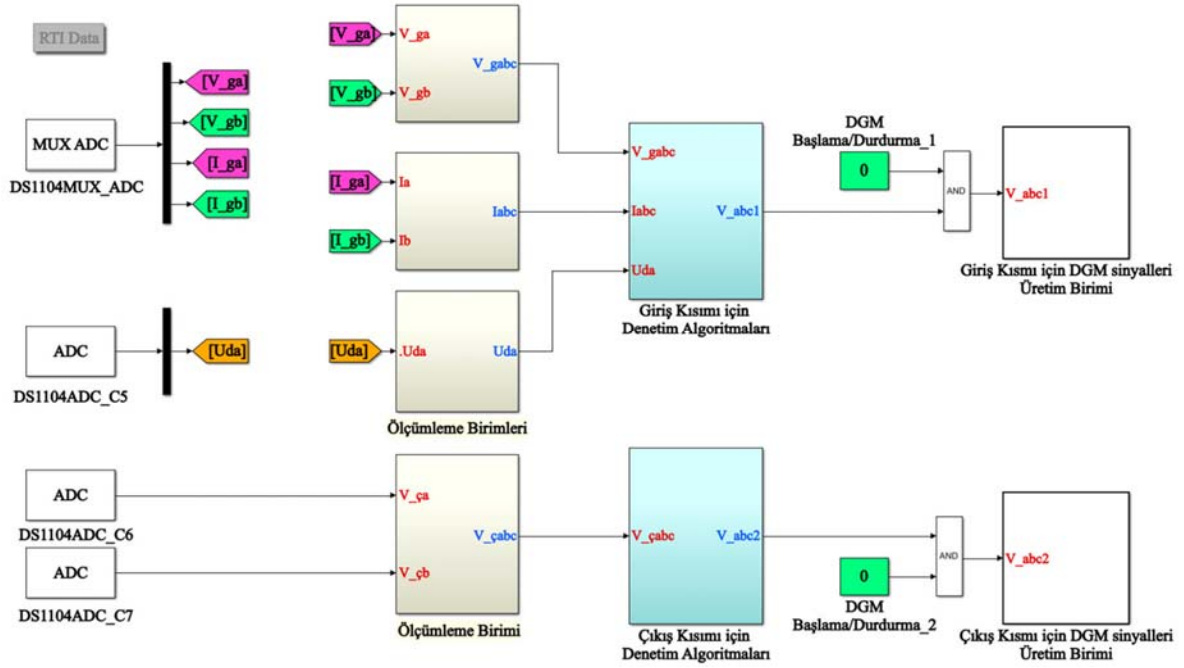 RTI Data
[V_ga]
[V_gb]
[I_ga]
[I_gb]
MUX ADC
DS1104MUX_ADC
[V_ga]
V_ga
V_gabc
[V_gb]
V_gb
[I_ga]
Ia
Iabc
[I_gb]
Ib
V_gabc
Iabc
V_abc1
Uda
Giriş Kısımı için
Denetim Algoritmaları
DGM
Başlama/Durdurma_1
0
AND
V_abc1
Giriş Kısmı için DGM sinyalleri
Üretim Birimi
ADC
DS1104ADC_C5
[Uda]
[Uda]
.Uda
Uda
Ölçümleme Birimleri
ADC
DS1104ADC_C6
ADC
DS1104ADC_C7
V_ça
V_çabc
V_çb
Ölçümleme Birimi
V_çabc
V_abc2
Çıkış Kısımı için
Denetim Algoritmaları
0
DGM
Başlama/Durdurma_2
AND
V_abc2
Çıkış Kısmı için DGM sinyalleri
Üretim Birimi